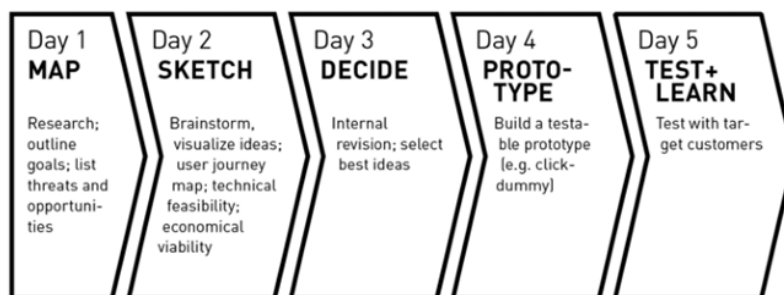 Day 1
MAP
Research;
outline
goals; list
threats and
opportuni-
ties
Day 2
SKETCH
Brainstorm,
visualize ideas;
user journey
map; technical
feasibility;
economical
viability
Day 3
DECIDE
Internal
revision; select
best ideas
Day 4
PROTO-
TYPE
Build a testa-
ble prototype
(e.g. click-
dummy)
Day 5
TEST+
LEARN
Test with tar-
get customers